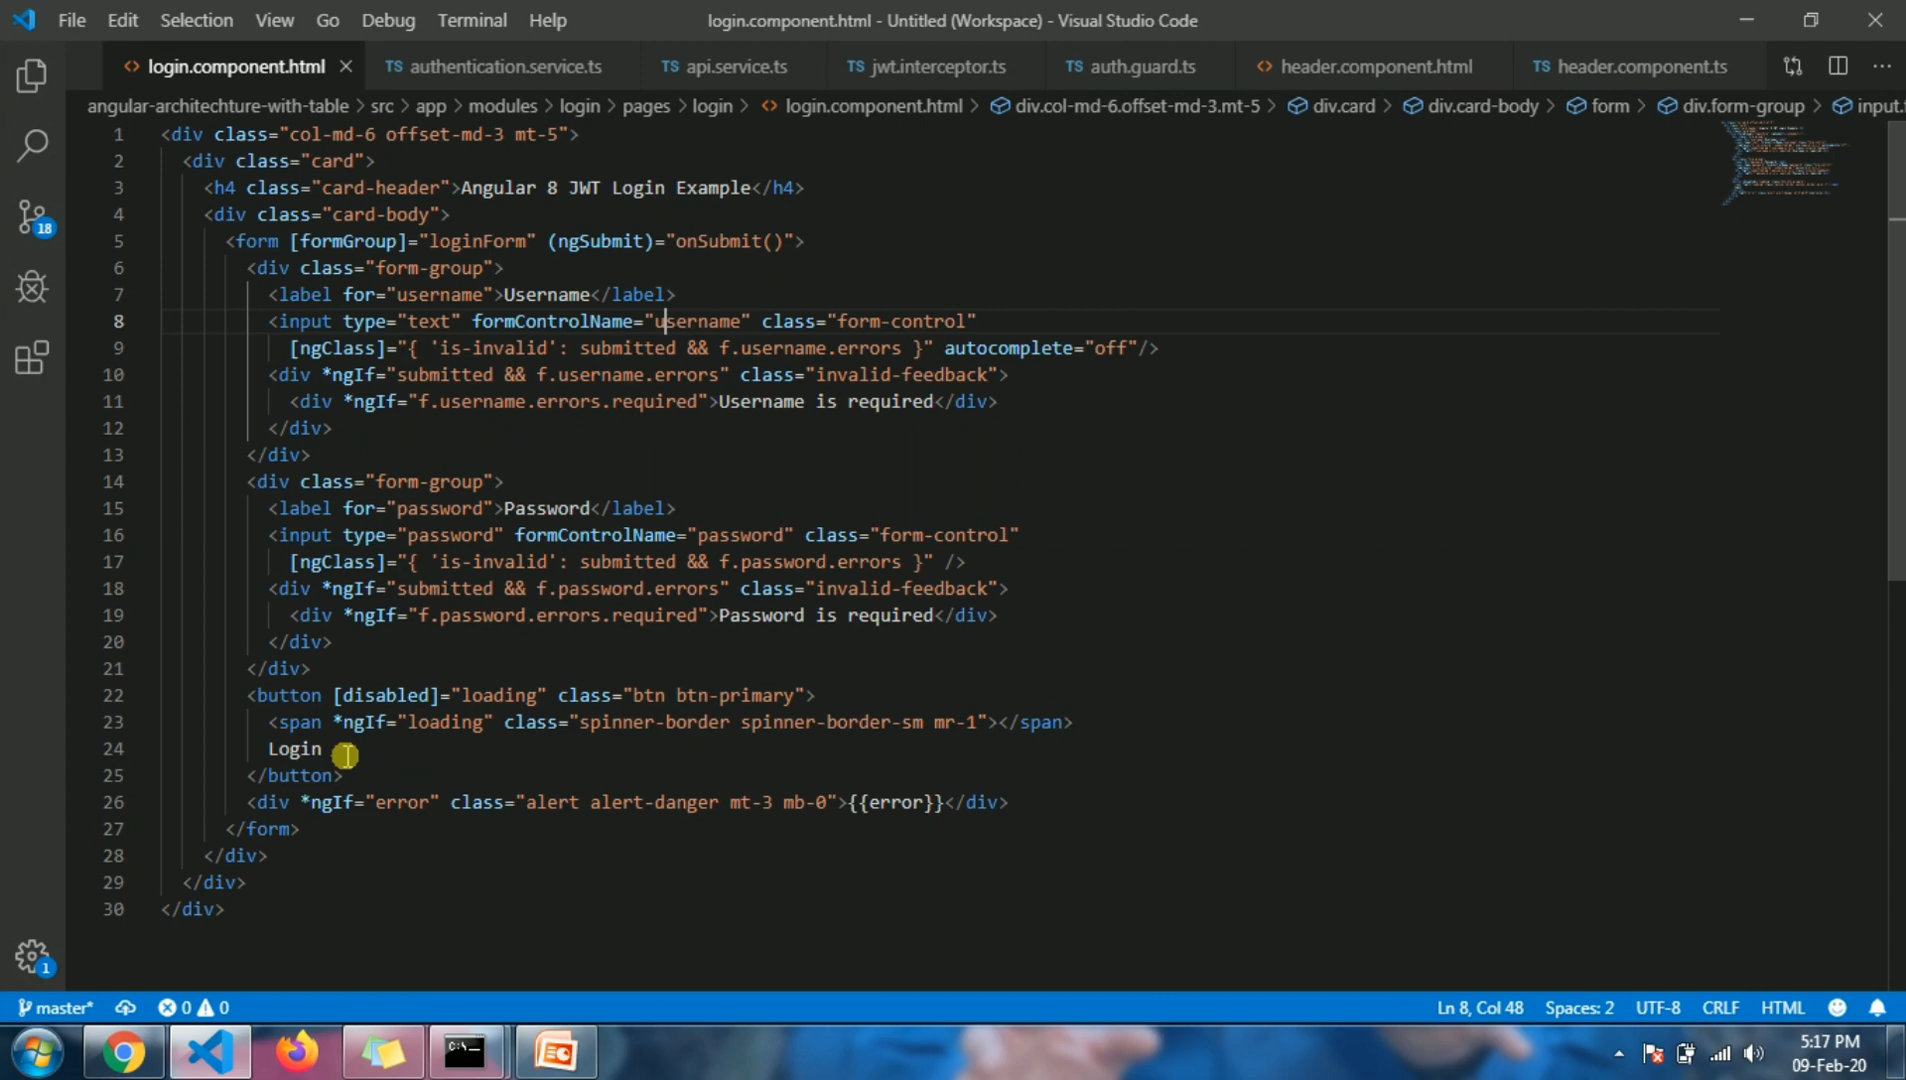 File Edit Selection View Go Debug Terminal Help login.component.html - Untitled (Workspace) - Visual Studio Code
login.component.html TS authentication.service.ts TS api.service.ts TS jwt.interceptor.ts TS auth.guard.ts header.component.html TS header.component.ts
angular-architechture-with-table > src > app > modules > login > pages > login > login.component.html > div.col-md-6.offset-md-3.mt-5 > div.card > div.card-body > form > div.form-group > input.f
1 <div class="col-md-6 offset-md-3 mt-5">
2 <div class="card">
3 <h4 class="card-header">Angular 8 JWT Login Example</h4>
4 <div class="card-body">
5 <form [formGroup]="loginForm" (ngSubmit)="onSubmit()">
6 <div class="form-group">
7 <label for="username">Username</label>
8 <input type="text" formControlName="username" class="form-control"
9 [ngClass]="{ 'is-invalid': submitted && f.username.errors }" autocomplete="off"/>
10 <div *ngIf="submitted && f.username.errors" class="invalid-feedback">
11 <div *ngIf="f.username.errors.required">Username is required</div>
12 </div>
13 </div>
14 <div class="form-group">
15 <label for="password">Password</label>
16 <input type="password" formControlName="password" class="form-control"
17 [ngClass]="{ 'is-invalid': submitted && f.password.errors }" />
18 <div *ngIf="submitted && f.password.errors" class="invalid-feedback">
19 <div *ngIf="f.password.errors.required">Password is required</div>
20 </div>
21 </div>
22 <button [disabled]="loading" class="btn btn-primary">
23 <span *ngIf="loading" class="spinner-border spinner-border-sm mr-1"></span>
24 Login
25 </button>
26 <div *ngIf="error" class="alert alert-danger mt-3 mb-0">{{error}}</div>
27 </form>
28 </div>
29 </div>
30 </div>
18
1
master* 0 0 Ln 8, Col 48 Spaces: 2 UTF-8 CRLF HTML
C:\_
5:17 PM
09-Feb-20